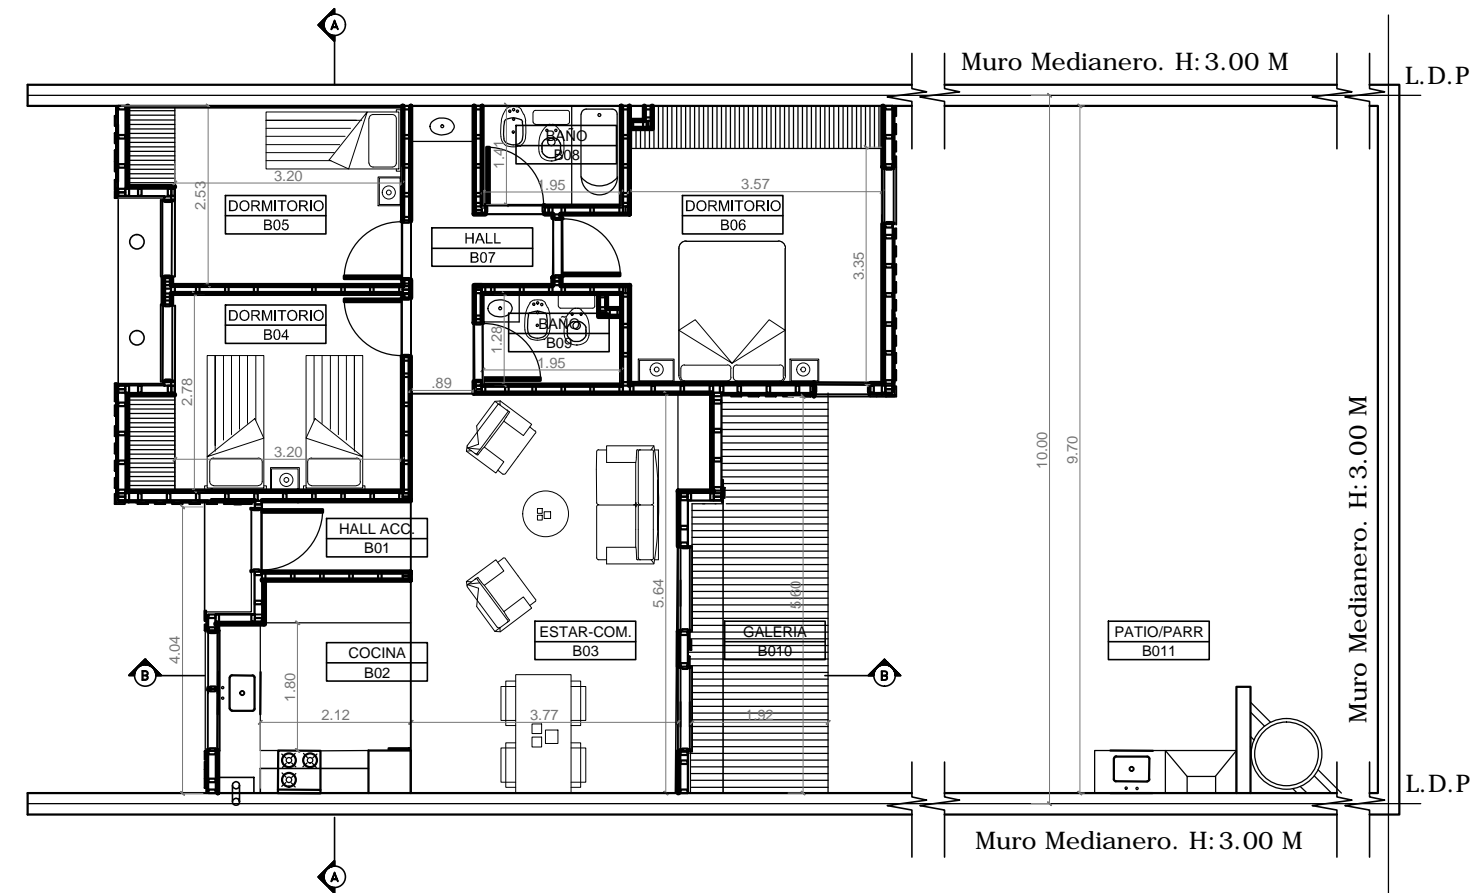 A
Muro Medianero. H:3.00 M
L.D.P
3.20
2.53
DORMITORIO
B05
HALL
B07
BAÑO
B08
1.41
1.95
3.57
DORMITORIO
B06
3.35
DORMITORIO
B04
2.78
3.20
BAÑO
B09
1.28
1.95
.89
10.00
9.70
Muro Medianero. H:3.00 M
HALL ACC.
B01
5.64
5.60
4.04
COCINA
B02
1.80
2.12
ESTAR-COM.
B03
3.77
GALERIA
B010
1.92
PATIO/PARR
B011
B
B
L.D.P
Muro Medianero. H:3.00 M
A